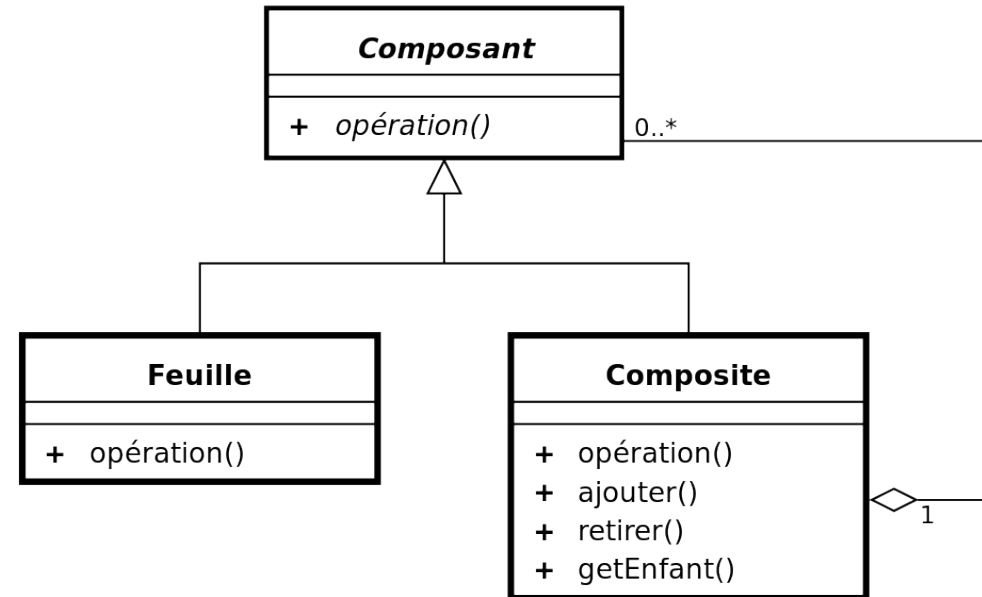 Composant
+ opération()
0..*
Feuille
+ opération()
Composite
+ opération()
+ ajouter()
+ retirer()
+ getEnfant()
1